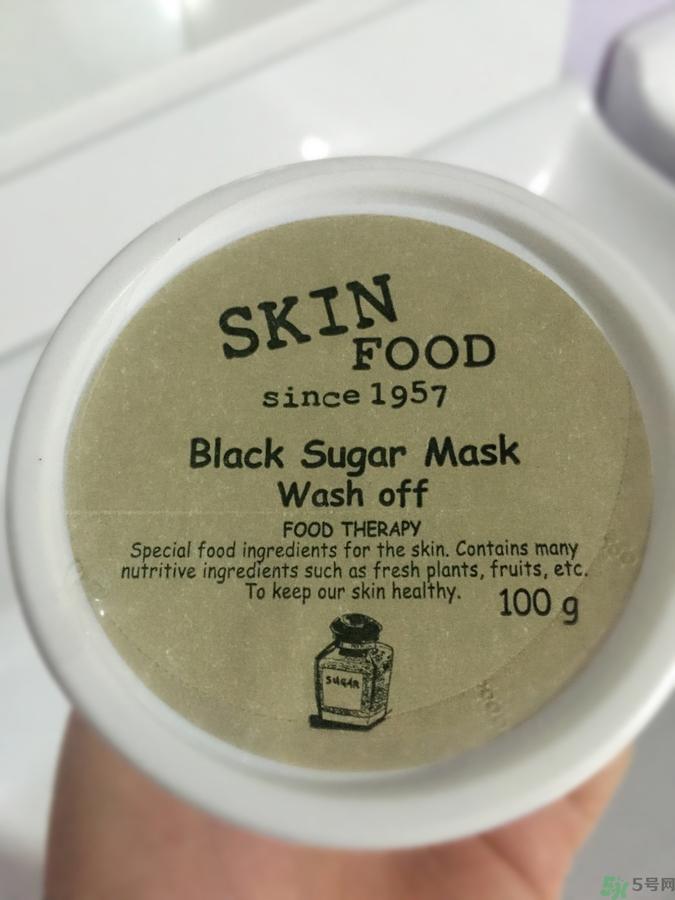 SKIN
FOOD
since 1957
Black Sugar Mask
Wash off
FOOD THERAPY
Special food ingredients for the skin. Contains many
nutritive ingredients such as fresh plants, fruits, etc.
To keep our skin healthy.
100 g
SUGAR
5号网